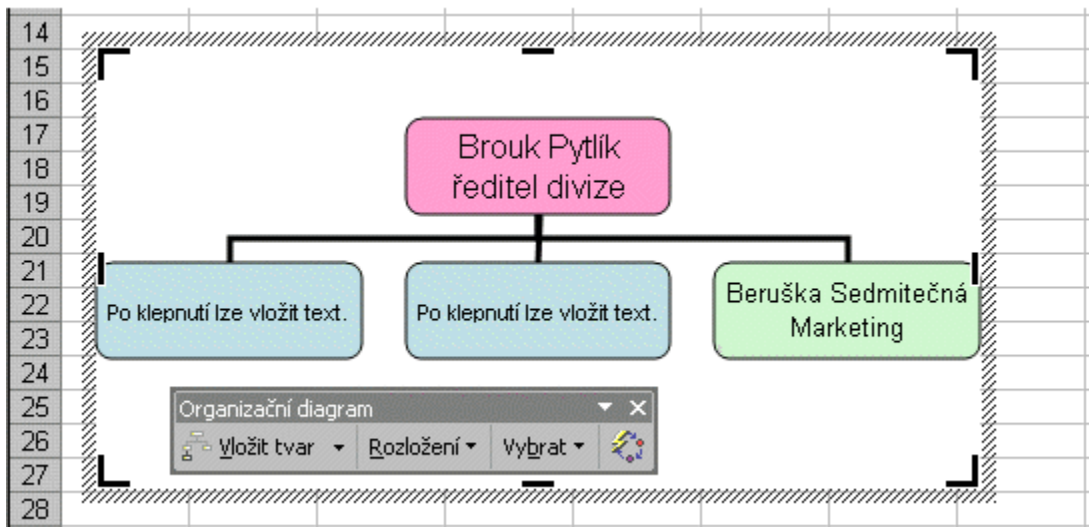 14
15
16
17
18
19
20
21
22
23
24
25
26
27
28
Brouk Pytlík
ředitel divize
Po klepnutí lze vložit text.
Po klepnutí lze vložit text.
Beruška Sedmitečná
Marketing
Organizační diagram
Vložit tvar
Rozložení
Vybrat